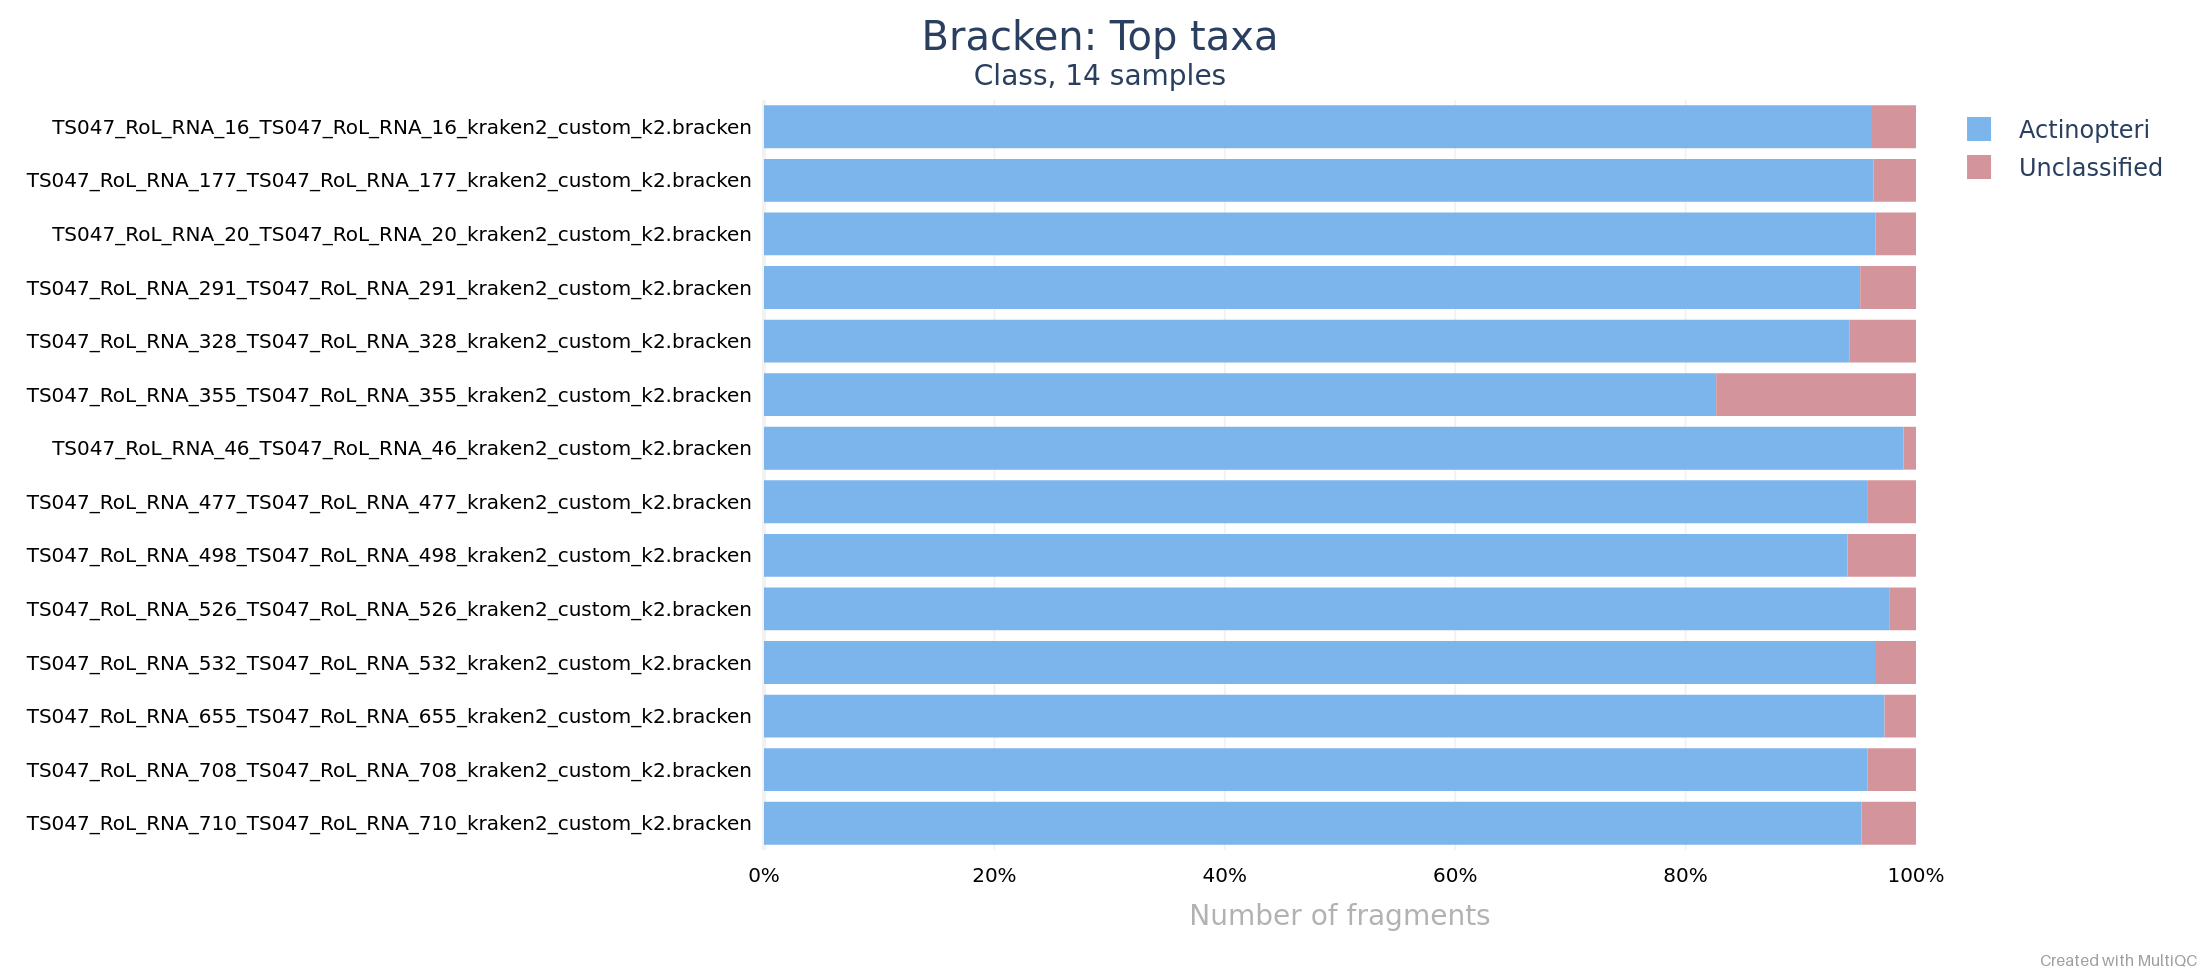 Bracken: Top taxa
Class, 14 samples
TS047_RoL_RNA_16_TS047_RoL_RNA_16_kraken2_custom_k2.bracken
TS047_RoL_RNA_177_TS047_RoL_RNA_177_kraken2_custom_k2.bracken
TS047_RoL_RNA_20_TS047_RoL_RNA_20_kraken2_custom_k2.bracken
TS047_RoL_RNA_291_TS047_RoL_RNA_291_kraken2_custom_k2.bracken
TS047_RoL_RNA_328_TS047_RoL_RNA_328_kraken2_custom_k2.bracken
TS047_RoL_RNA_355_TS047_RoL_RNA_355_kraken2_custom_k2.bracken
TS047_RoL_RNA_46_TS047_RoL_RNA_46_kraken2_custom_k2.bracken
TS047_RoL_RNA_477_TS047_RoL_RNA_477_kraken2_custom_k2.bracken
TS047_RoL_RNA_498_TS047_RoL_RNA_498_kraken2_custom_k2.bracken
TS047_RoL_RNA_526_TS047_RoL_RNA_526_kraken2_custom_k2.bracken
TS047_RoL_RNA_532_TS047_RoL_RNA_532_kraken2_custom_k2.bracken
TS047_RoL_RNA_655_TS047_RoL_RNA_655_kraken2_custom_k2.bracken
TS047_RoL_RNA_708_TS047_RoL_RNA_708_kraken2_custom_k2.bracken
TS047_RoL_RNA_710_TS047_RoL_RNA_710_kraken2_custom_k2.bracken
Actinopteri
Unclassified
0% 20% 40% 60% 80% 100%
Number of fragments
Created with MultiQC